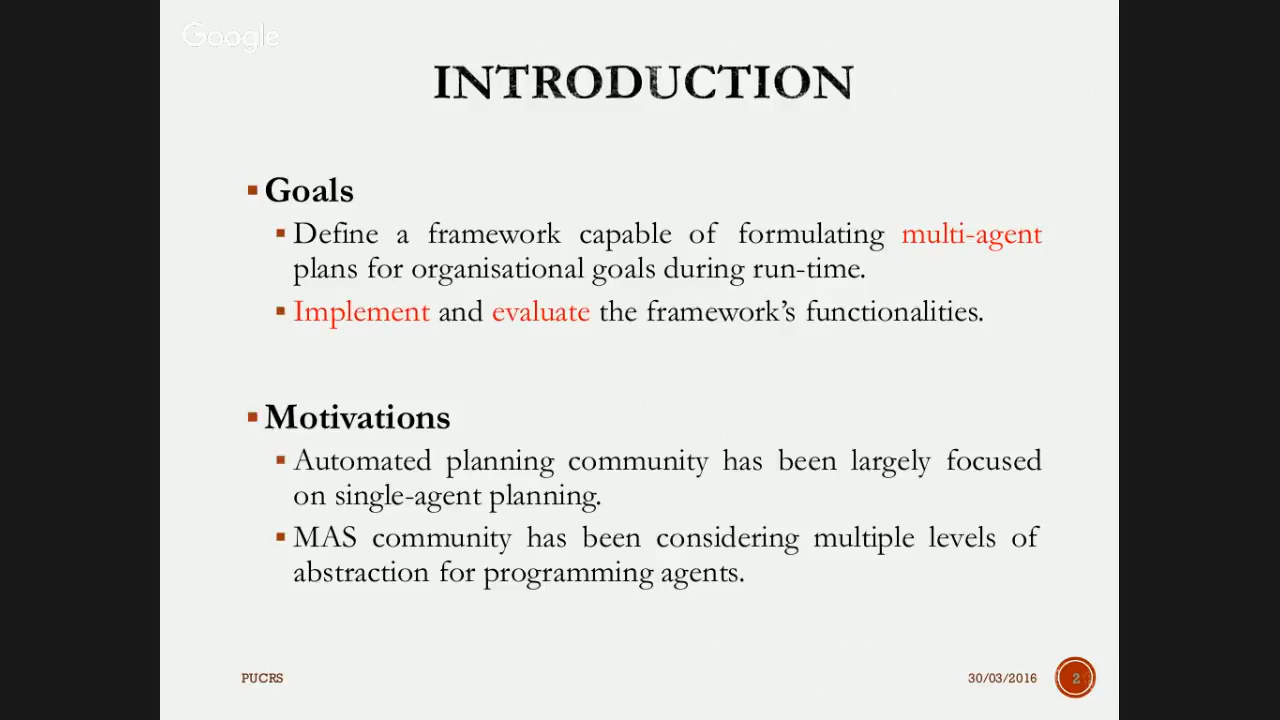 Google
INTRODUCTION
Goals
Define a framework capable of formulating multi-agent
plans for organisational goals during run-time.
Implement and evaluate the framework’s functionalities.
Motivations
Automated planning community has been largely focused
on single-agent planning.
MAS community has been considering multiple levels of
abstraction for programming agents.
PUCRS
30/03/2016
2